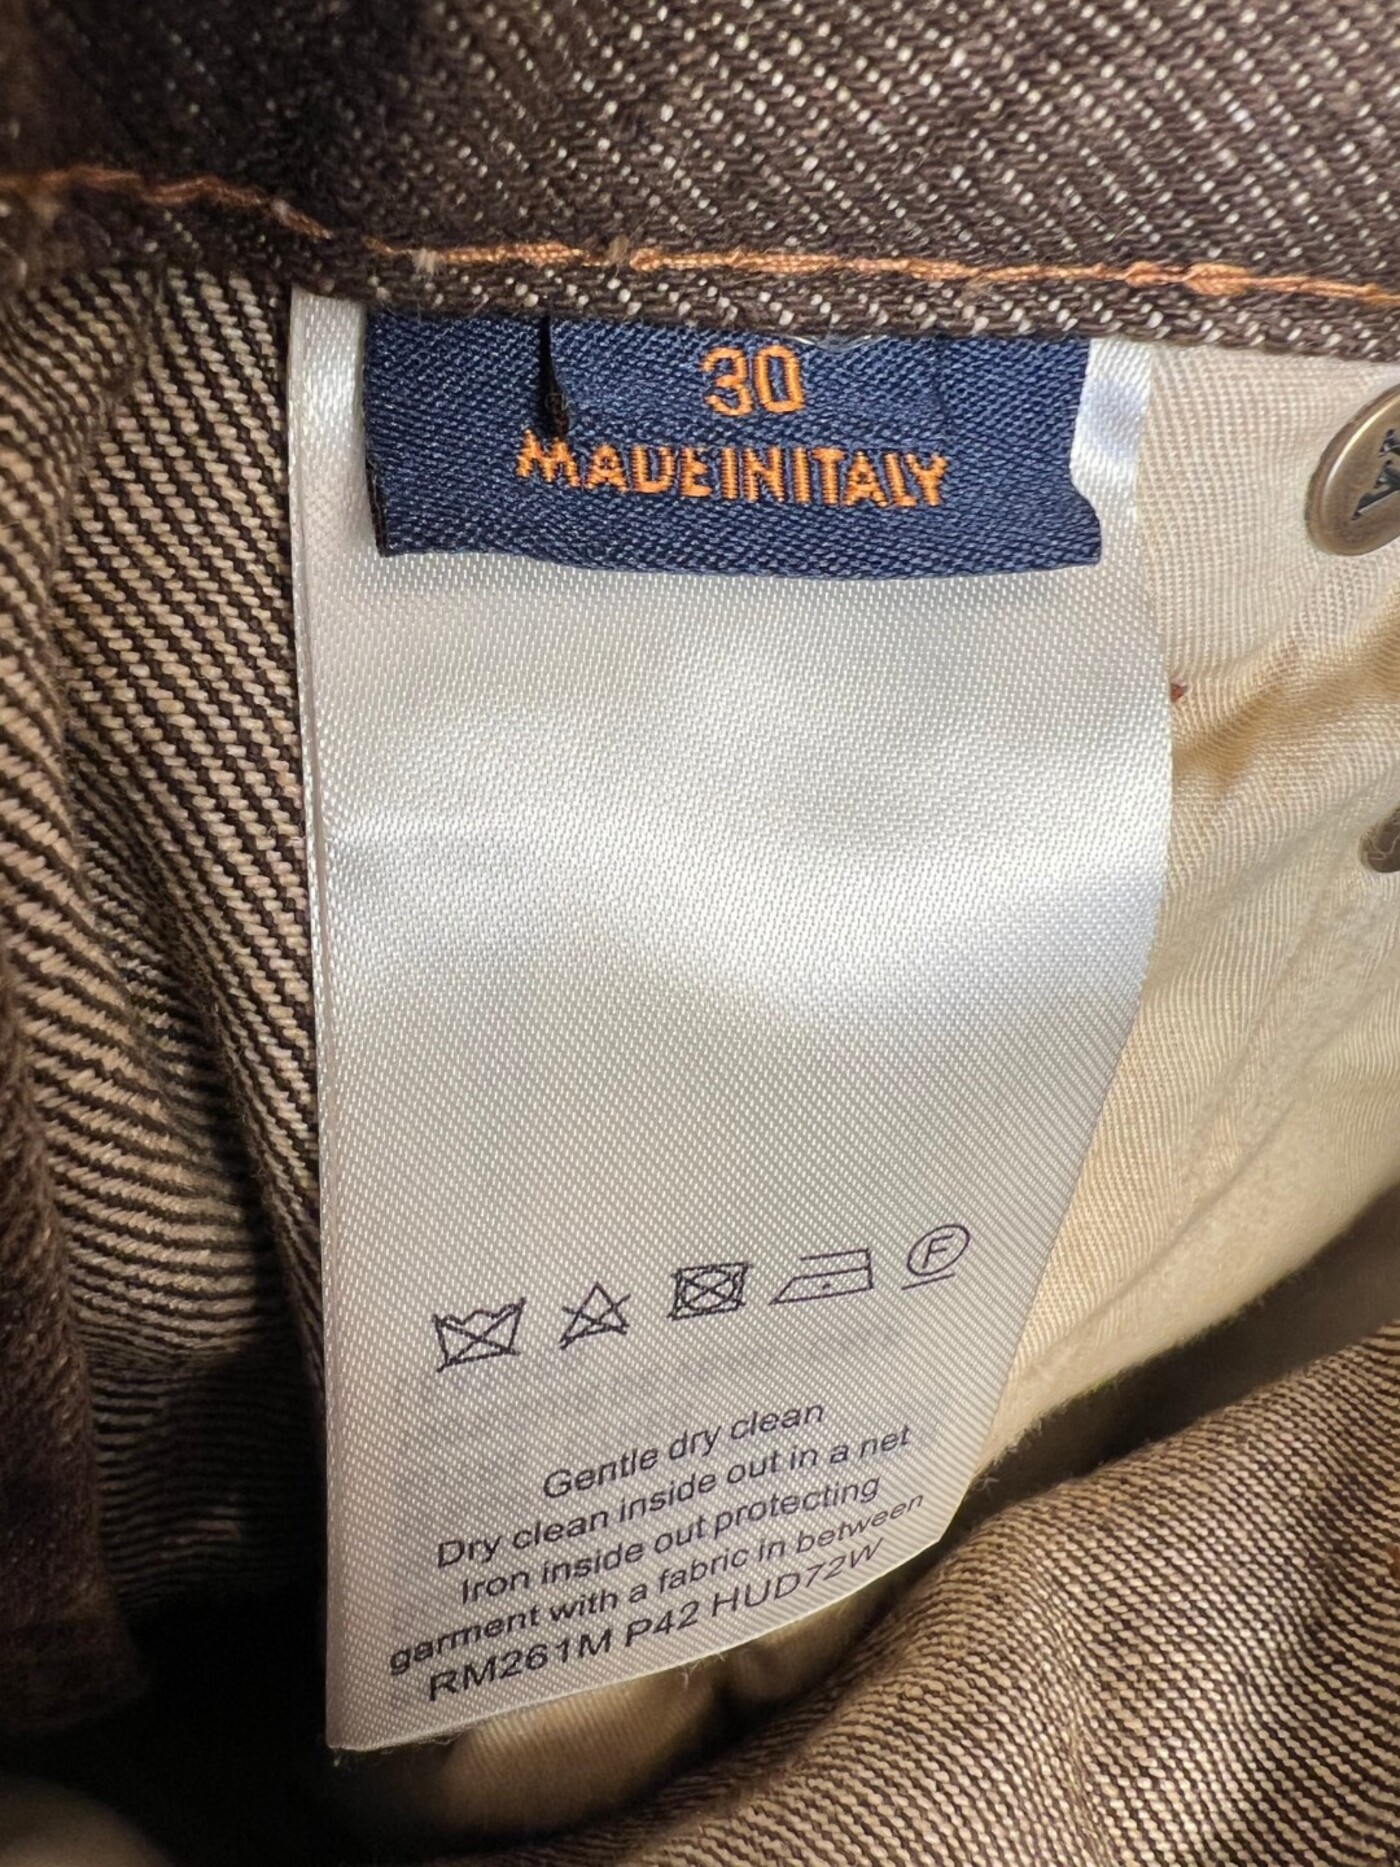 30
MADE IN ITALY
F
Gentle dry clean
Dry clean inside out in a net
Iron inside out protecting
garment with a fabric in between
RM261M P42 HUD72W